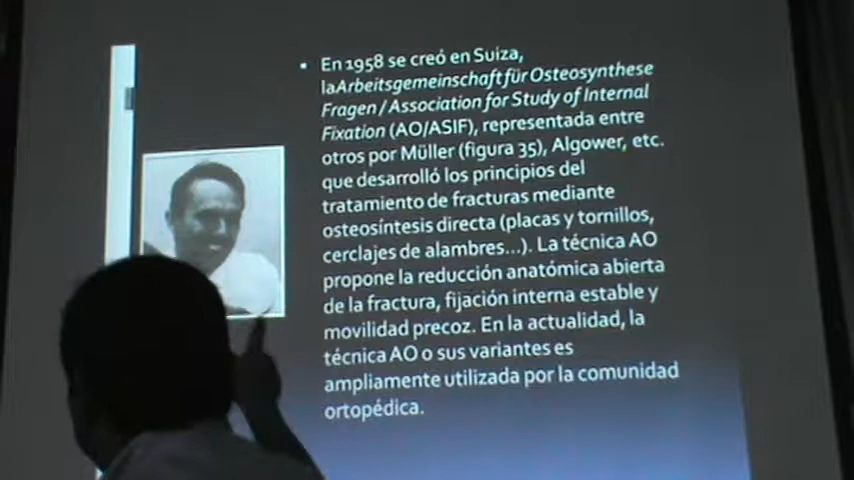 • En 1958 se creó en Suiza,
laArbeitsgemeinschaft für Osteosynthese
Fragen / Association for Study of Internal
Fixation (AO/ASIF), representada entre
otros por Müller (figura 35), Algower, etc.
que desarrolló los principios del
tratamiento de fracturas mediante
osteosíntesis directa (placas y tornillos,
cerclajes de alambres...). La técnica AO
propone la reducción anatómica abierta
de la fractura, fijación interna estable y
movilidad precoz. En la actualidad, la
técnica AO o sus variantes es
ampliamente utilizada por la comunidad
ortopédica.